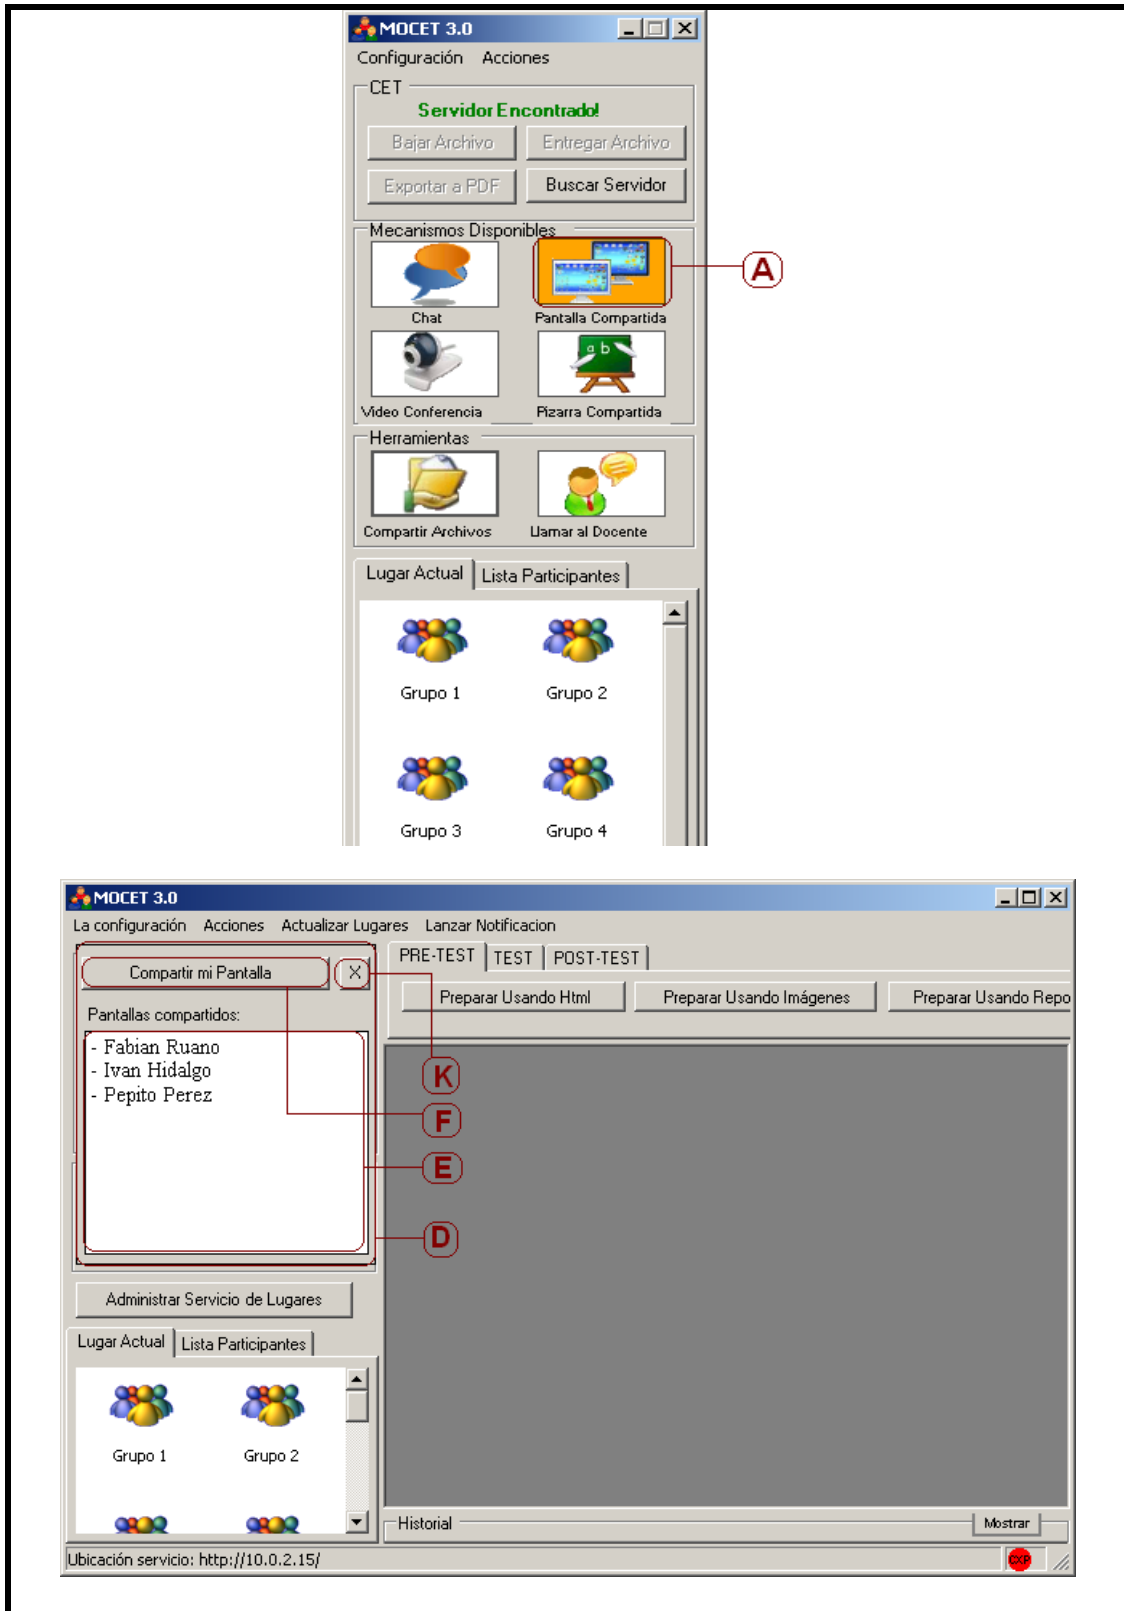 MOCET 3.0
Configuración Acciones
CET
Servidor Encontrado!
Bajar Archivo Entregar Archivo
Exportar a PDF Buscar Servidor
Mecanismos Disponibles
A
Chat Pantalla Compartida
a b
Video Conferencia Pizarra Compartida
Herramientas
Compartir Archivos Llamar al Docente
Lugar Actual Lista Participantes
Grupo 1 Grupo 2
Grupo 3 Grupo 4
MOCET 3.0
La configuración Acciones Actualizar Lugares Lanzar Notificacion
PRE-TEST TEST POST-TEST
Compartir mi Pantalla X
Preparar Usando Html Preparar Usando Imágenes Preparar Usando Repo
Pantallas compartidos:
- Fabian Ruano
- Ivan Hidalgo
- Pepito Perez
K
F
E
D
Administrar Servicio de Lugares
Lugar Actual Lista Participantes
Grupo 1 Grupo 2
Historial Mostrar
Ubicación servicio: http://10.0.2.15/ CXP